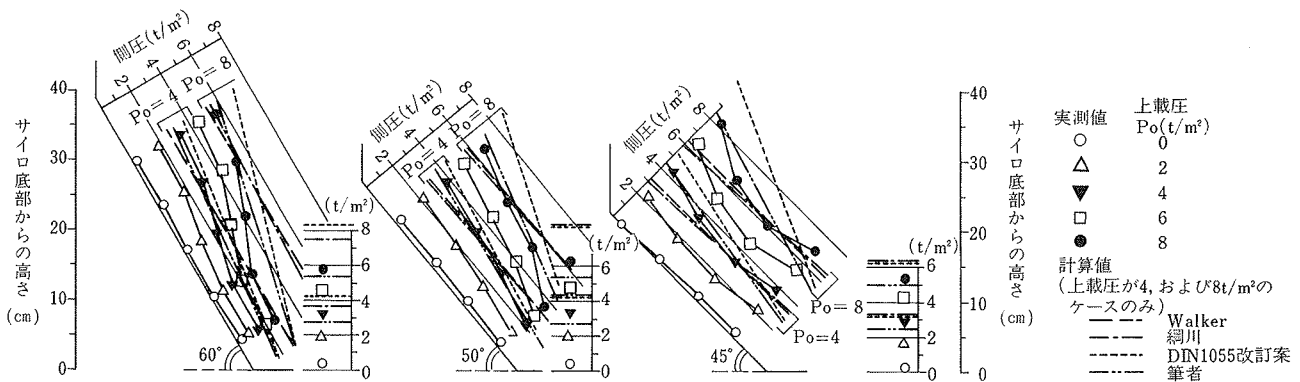 側圧(t/m²)
2 4 6 8
Po=4 Po=8
40
30
20
10
0
サイロ底部からの高さ
(cm)
60°
(t/m²)
8
6
4
2
0
側圧(t/m²)
2 4 6 8
Po=4 Po=8
50°
(t/m²)
6
4
2
0
側圧(t/m²)
2 4 6 8
Po=8
Po=4
45°
(t/m²)
6
4
2
0
40
30
20
10
0
サイロ底部からの高さ
(cm)
実測値 上載圧
Po(t/m²)
0
2
4
6
8
計算値
(上載圧が4, および8t/m²の
ケースのみ)
Walker
綱川
DIN1055改訂案
筆者